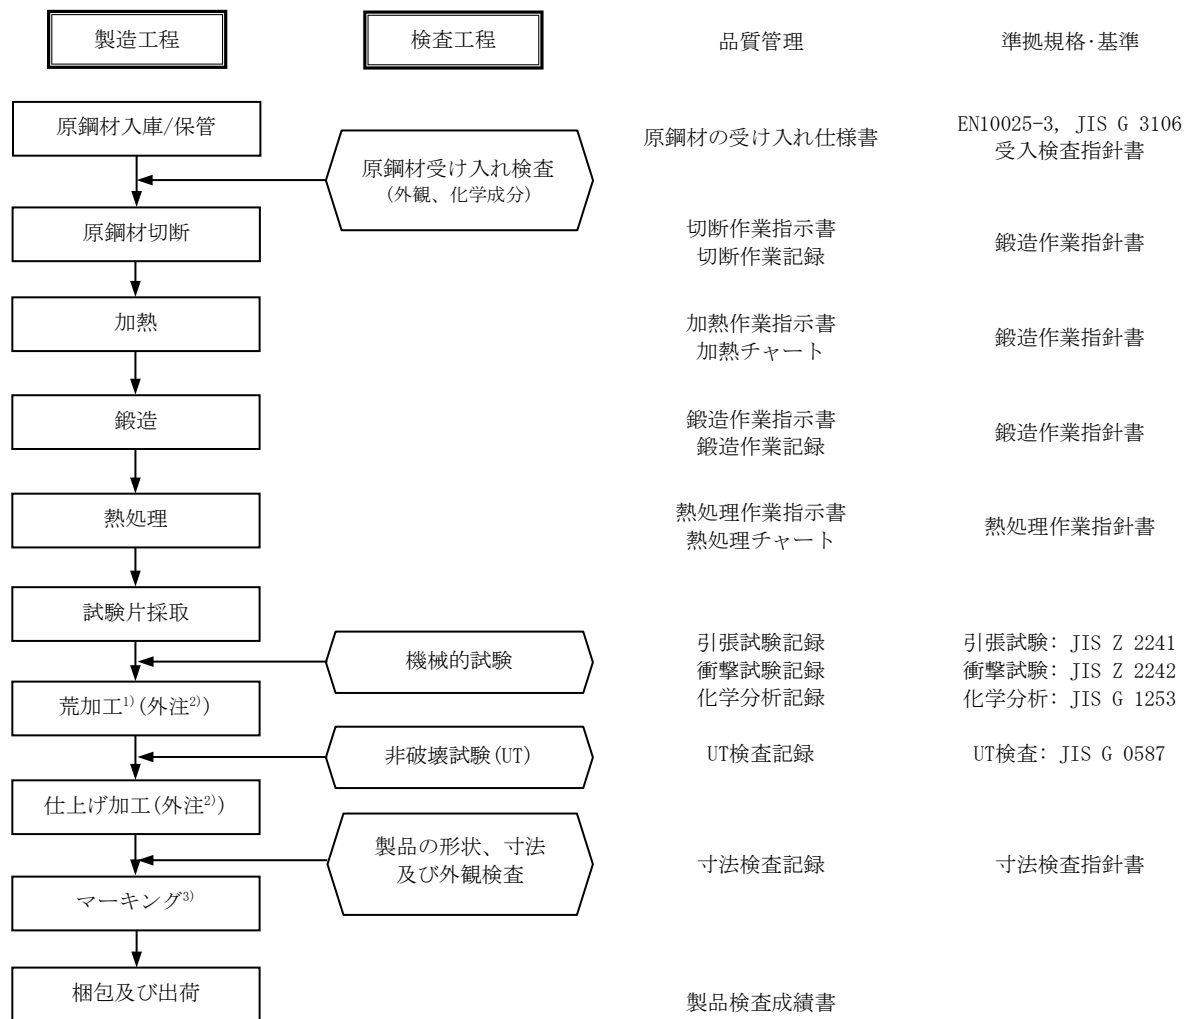 製造工程
検査工程
品質管理
準拠規格･基準
原鋼材入庫/保管
原鋼材受け入れ検査
(外観、化学成分)
原鋼材の受け入れ仕様書
EN10025-3, JIS G 3106
受入検査指針書
原鋼材切断
切断作業指示書
切断作業記録
鍛造作業指針書
加熱
加熱作業指示書
加熱チャート
鍛造作業指針書
鍛造
鍛造作業指示書
鍛造作業記録
鍛造作業指針書
熱処理
熱処理作業指示書
熱処理チャート
熱処理作業指針書
試験片採取
機械的試験
引張試験記録
衝撃試験記録
化学分析記録
引張試験: JIS Z 2241
衝撃試験: JIS Z 2242
化学分析: JIS G 1253
荒加工1)(外注2))
非破壊試験(UT)
UT検査記録
UT検査: JIS G 0587
仕上げ加工(外注2))
製品の形状、寸法
及び外観検査
寸法検査記録
寸法検査指針書
マーキング3)
梱包及び出荷
製品検査成績書